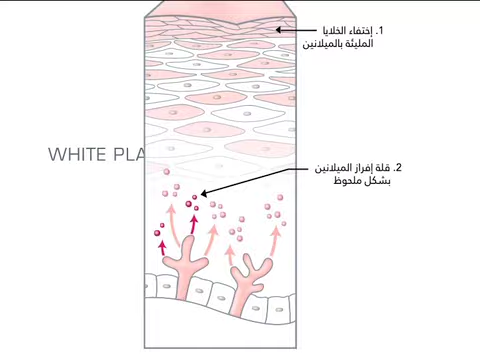 1. إختفاء الخلايا
المليئة بالميلانين
WHITE PLA
2. قلة إفراز الميلانين
بشكل ملحوظ